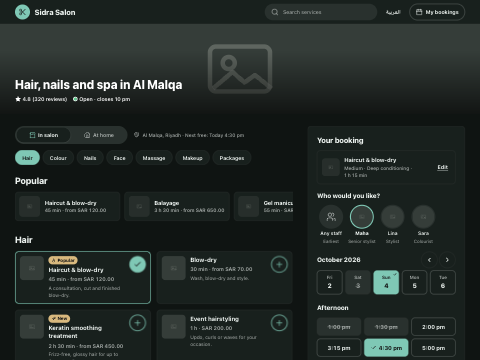 Sidra Salon
Search services
العربية
My bookings
Hair, nails and spa in Al Malqa
4.8 (320 reviews) · Open · closes 10 pm
In salon
At home
Al Malqa, Riyadh · Next free: Today 4:30 pm
Hair
Colour
Nails
Face
Massage
Makeup
Packages
Popular
Haircut & blow-dry
45 min · from SAR 120.00
Balayage
3 h 30 min · from SAR 650.00
Gel manicu
55 min · SAR
Hair
Popular
Haircut & blow-dry
45 min · from SAR 120.00
A consultation, cut and finished
blow-dry.
Blow-dry
30 min · from SAR 70.00
Wash, blow-dry and style.
New
Keratin smoothing
treatment
2 h 30 min · from SAR 450.00
Frizz-free, glossy hair for up to
Event hairstyling
1 h · SAR 200.00
Updo, curls or waves for your
occasion.
Your booking
Haircut & blow-dry
Medium · Deep conditioning ·
1 h 15 min
Edit
Who would you like?
Any staff
Earliest
Maha
Senior stylist
Lina
Stylist
Sara
Colourist
October 2026
Fri
2
Sat
3
Sun
4
Mon
5
Tue
6
Afternoon
1:00 pm
1:30 pm
2:00 pm
3:15 pm
4:30 pm
5:00 pm